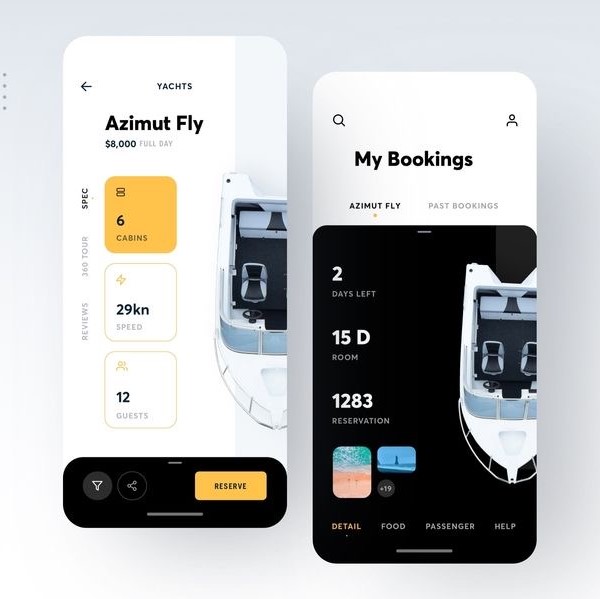 YACHTS
Azimut Fly
$8,000 FULL DAY
SPEC
360 TOUR
REVIEWS
6
CABINS
29kn
SPEED
12
GUESTS
RESERVE
My Bookings
AZIMUT FLY PAST BOOKINGS
2
DAYS LEFT
15 D
ROOM
1283
RESERVATION
+19
DETAIL FOOD PASSENGER HELP